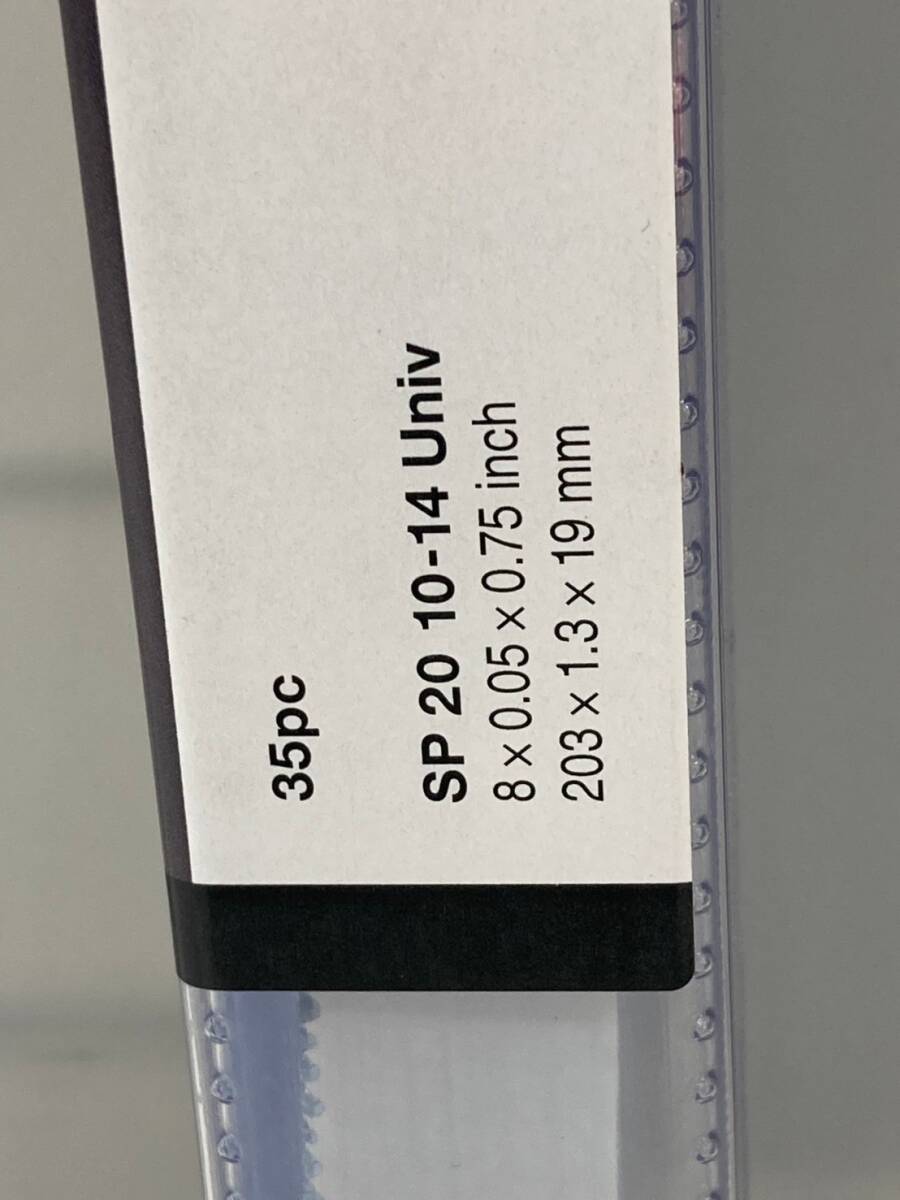 35pc
SP 20 10-14 Univ
8 × 0.05 × 0.75 inch
203 × 1.3 × 19 mm